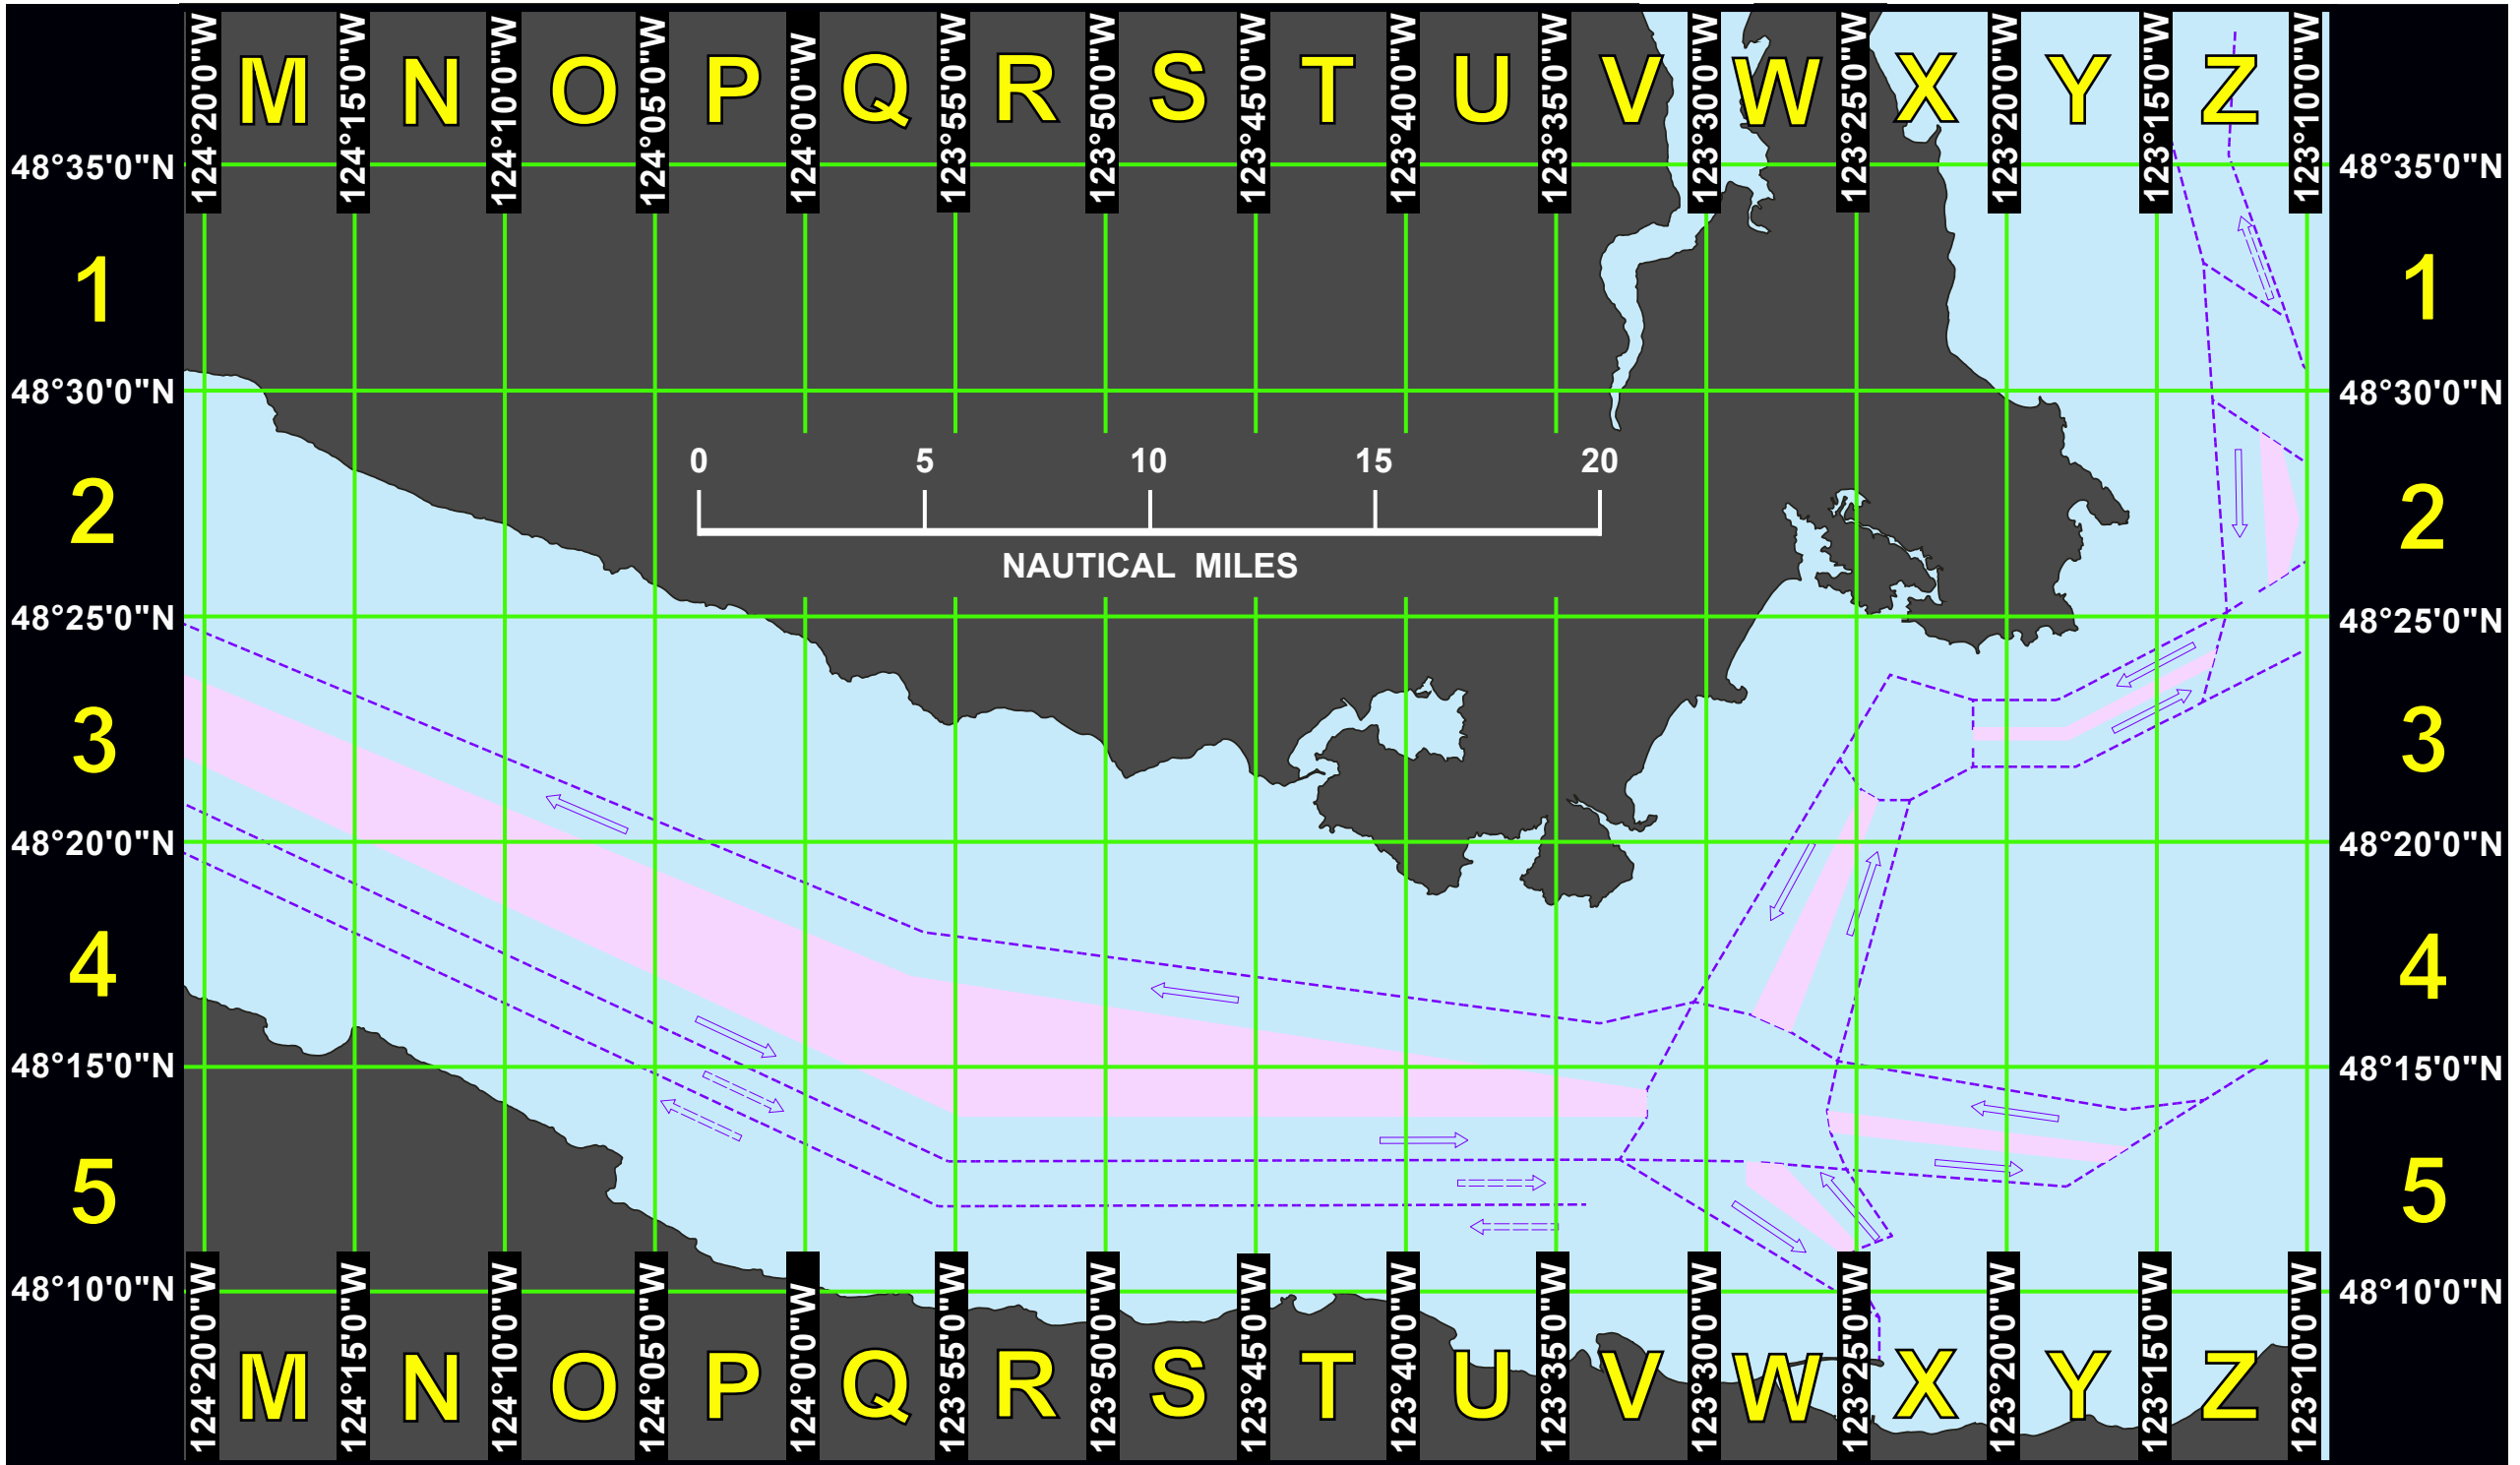 124°20'0"W 124°15'0"W 124°10'0"W 124°05'0"W 124°0'0"W 123°55'0"W 123°50'0"W 123°45'0"W 123°40'0"W 123°35'0"W 123°30'0"W 123°25'0"W 123°20'0"W 123°15'0"W 123°10'0"W
M N O P Q R S T U V W X Y Z
48°35'0"N 48°35'0"N
1 1
48°30'0"N 48°30'0"N
0 5 10 15 20
2 2
NAUTICAL MILES
48°25'0"N 48°25'0"N
3 3
48°20'0"N 48°20'0"N
4 4
48°15'0"N 48°15'0"N
5 5
48°10'0"N 48°10'0"N
124°20'0"W 124°15'0"W 124°10'0"W 124°05'0"W 124°0'0"W 123°55'0"W 123°50'0"W 123°45'0"W 123°40'0"W 123°35'0"W 123°30'0"W 123°25'0"W 123°20'0"W 123°15'0"W 123°10'0"W
M N O P Q R S T U V W X Y Z